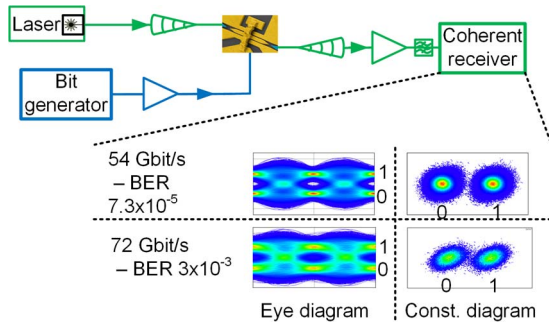 Laser
Coherent
receiver
Bit
generator
54 Gbit/s
– BER
7.3x10⁻⁵
1
0
0 1
72 Gbit/s
– BER 3x10⁻³
1
0
0 1
Eye diagram
Const. diagram